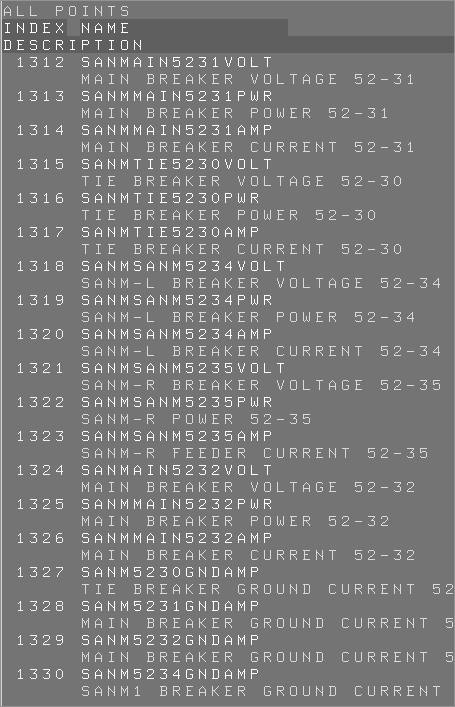 ALL POINTS
INDEX NAME
DESCRIPTION
1312 SANMAIN5231VOLT
MAIN BREAKER VOLTAGE 52-31
1313 SANMMAIN5231PWR
MAIN BREAKER POWER 52-31
1314 SANMMAIN5231AMP
MAIN BREAKER CURRENT 52-31
1315 SANMTIE5230VOLT
TIE BREAKER VOLTAGE 52-30
1316 SANMTIE5230PWR
TIE BREAKER POWER 52-30
1317 SANMTIE5230AMP
TIE BREAKER CURRENT 52-30
1318 SANMSANM5234VOLT
SANM-L BREAKER VOLTAGE 52-34
1319 SANMSANM5234PWR
SANM-L BREAKER POWER 52-34
1320 SANMSANM5234AMP
SANM-L BREAKER CURRENT 52-34
1321 SANMSANM5235VOLT
SANM-R BREAKER VOLTAGE 52-35
1322 SANMSANM5235PWR
SANM-R POWER 52-35
1323 SANMSANM5235AMP
SANM-R FEEDER CURRENT 52-35
1324 SANMAIN5232VOLT
MAIN BREAKER VOLTAGE 52-32
1325 SANMMAIN5232PWR
MAIN BREAKER POWER 52-32
1326 SANMMAIN5232AMP
MAIN BREAKER CURRENT 52-32
1327 SANM5230GNDAMP
TIE BREAKER GROUND CURRENT 52
1328 SANM5231GNDAMP
MAIN BREAKER GROUND CURRENT 5
1329 SANM5232GNDAMP
MAIN BREAKER GROUND CURRENT 5
1330 SANM5234GNDAMP
SANM1 BREAKER GROUND CURRENT